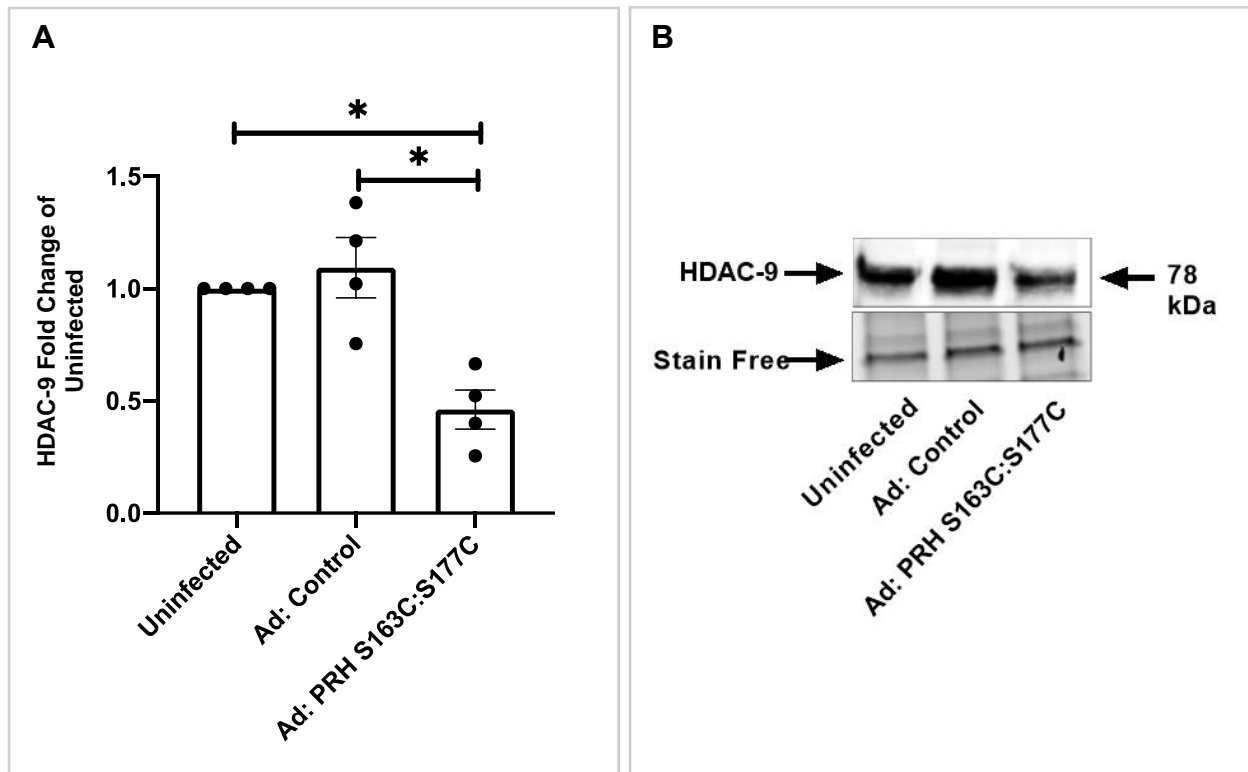 A
*
*
HDAC-9 Fold Change of
Uninfected
1.5
1.0
0.5
0.0
Uninfected
Ad: Control
Ad: PRH S163C:S177C
B
HDAC-9
78
kDa
Stain Free
Uninfected
Ad: Control
Ad: PRH S163C:S177C